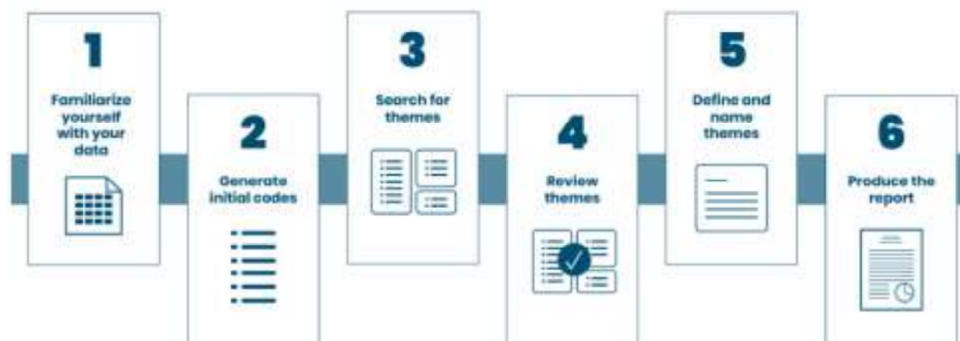 1
Familiarize
yourself
with your
data
2
Generate
initial codes
3
Search for
themes
4
Review
themes
5
Define and
name
themes
6
Produce the
report